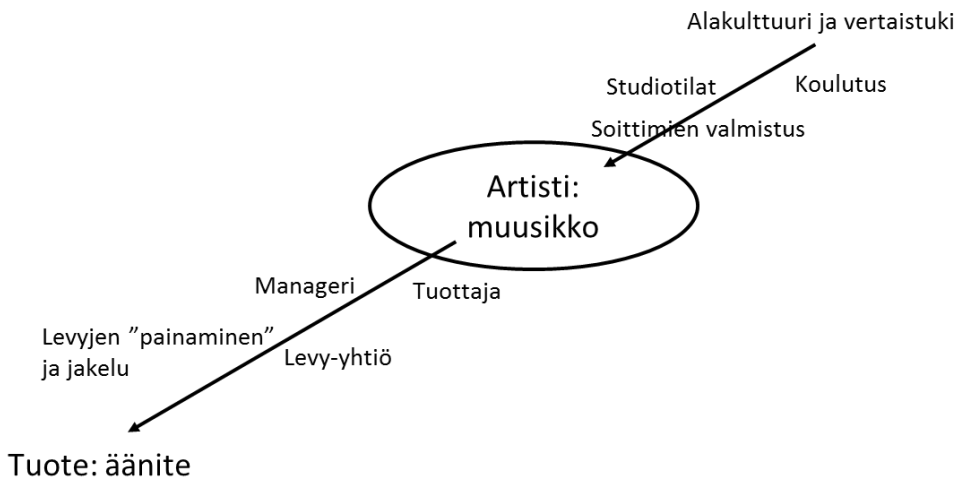 Alakulttuuri ja vertaistuki
Studiotilat
Koulutus
Soittimien valmistus
Artisti:
muusikko
Manageri
Tuottaja
Levyjen ”painaminen”
ja jakelu
Levy-yhtiö
Tuote: äänite